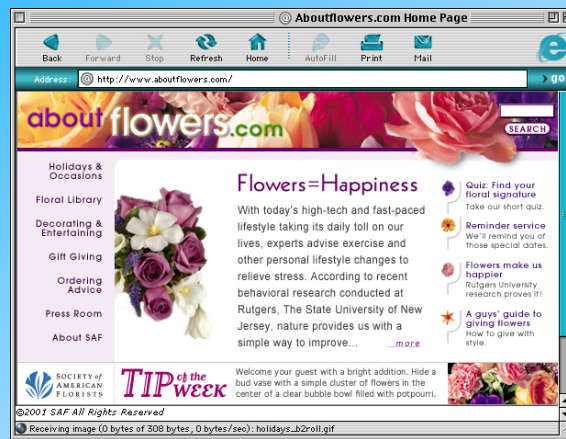 Aboutflowers.com Home Page
Back Forward Stop Refresh Home AutoFill Print Mail
Address: http://www.aboutflowers.com/ go
aboutflowers.com
SEARCH
Holidays &
Occasions
Floral Library
Decorating &
Entertaining
Gift Giving
Ordering
Advice
Press Room
About SAF
Flowers=Happiness
With today's high-tech and fast-paced
lifestyle taking its daily toll on our
lives, experts advise exercise and
other personal lifestyle changes to
relieve stress. According to recent
behavioral research conducted at
Rutgers, The State University of New
Jersey, nature provides us with a
simple way to improve... more
Quiz: Find your
floral signature
Take our short quiz.
Reminder service
We'll remind you of
those special dates.
Flowers make us
happier
Rutgers University
research proves it!
A guys' guide to
giving flowers
How to give with
style.
SOCIETY of
AMERICAN
FLORISTS
TIP of the
WEEK
Welcome your guest with a bright addition. Hide a
bud vase with a simple cluster of flowers in the
center of a clear bubble bowl filled with potpourri.
©2001 SAF All Rights Reserved
Receiving image (0 bytes of 308 bytes, 0 bytes/sec): holidays_b2roll.gif